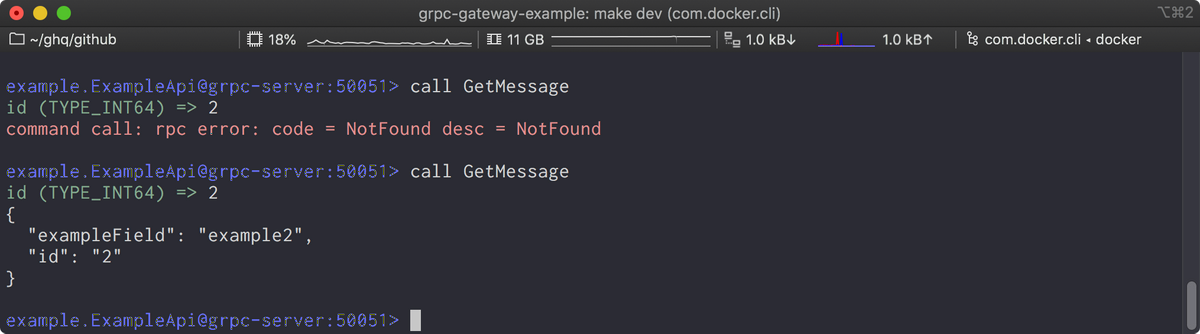 grpc-gateway-example: make dev (com.docker.cli)
⌥⌘2
~/ghq/github 18% 11 GB 1.0 kB↓ 1.0 kB↑ com.docker.cli ◂ docker
example.ExampleApi@grpc-server:50051> call GetMessage
id (TYPE_INT64) => 2
command call: rpc error: code = NotFound desc = NotFound
example.ExampleApi@grpc-server:50051> call GetMessage
id (TYPE_INT64) => 2
{
  "exampleField": "example2",
  "id": "2"
}
example.ExampleApi@grpc-server:50051>